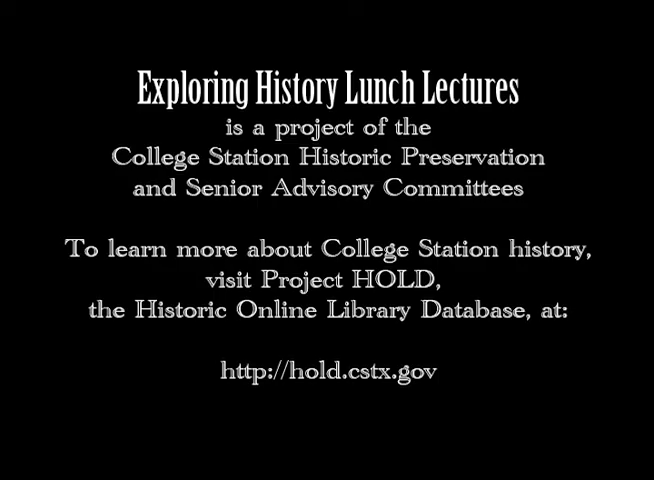 Exploring History Lunch Lectures
is a project of the
College Station Historic Preservation
and Senior Advisory Committees
To learn more about College Station history,
visit Project HOLD,
the Historic Online Library Database, at:
http://hold.cstx.gov